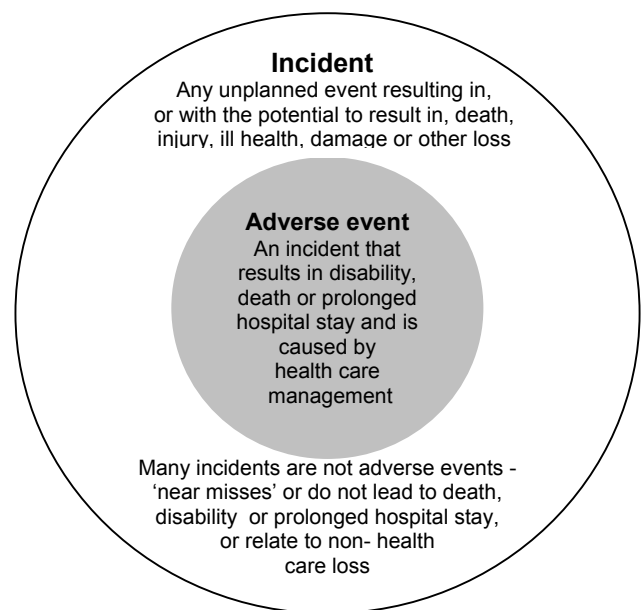 Incident
Any unplanned event resulting in,
or with the potential to result in, death,
injury, ill health, damage or other loss
Adverse event
An incident that
results in disability,
death or prolonged
hospital stay and is
caused by
health care
management
Many incidents are not adverse events -
‘near misses’ or do not lead to death,
disability or prolonged hospital stay,
or relate to non- health
care loss